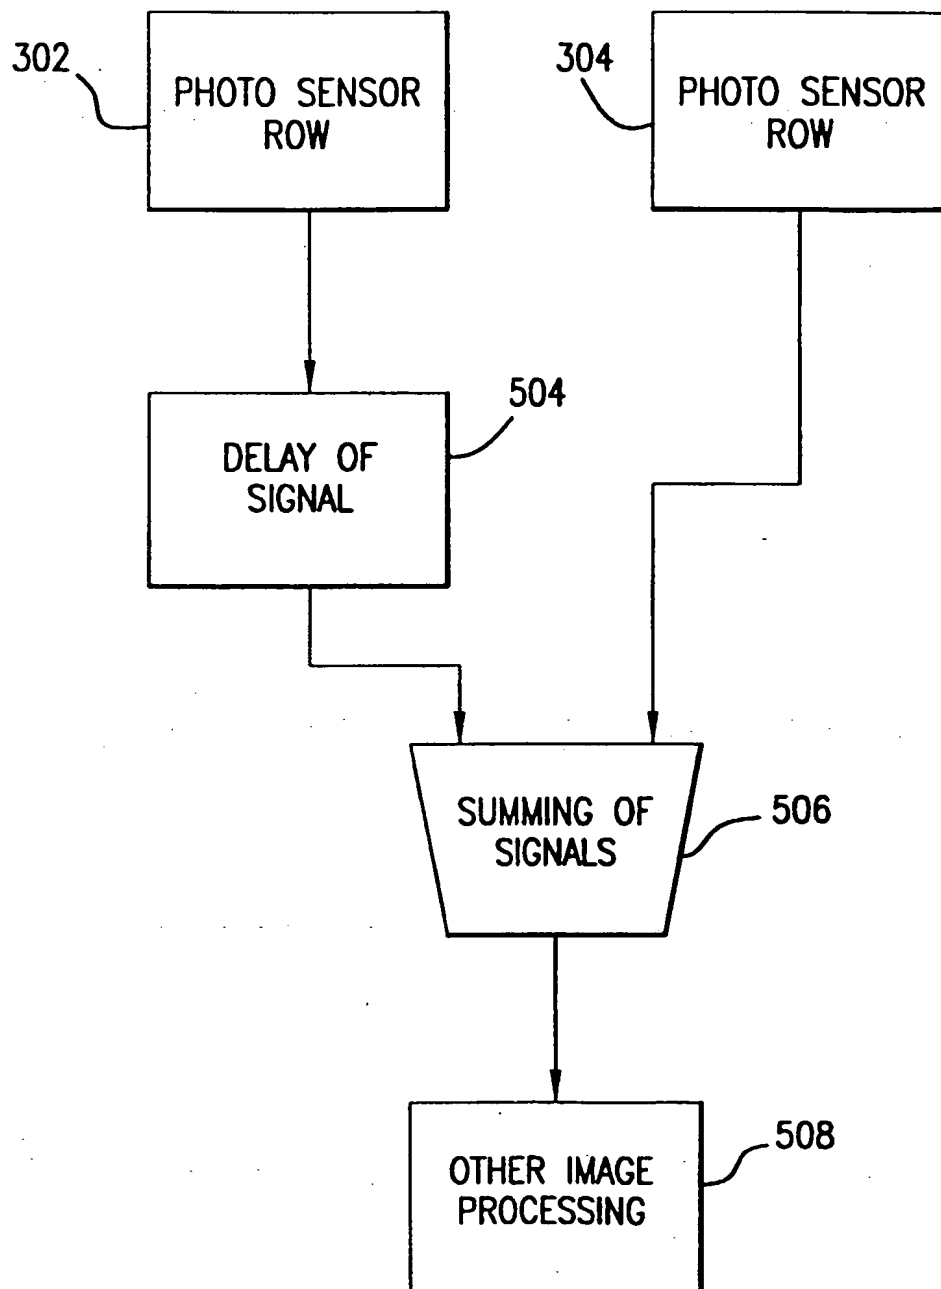 302
PHOTO SENSOR
ROW
304
PHOTO SENSOR
ROW
504
DELAY OF
SIGNAL
SUMMING OF
SIGNALS
506
OTHER IMAGE
PROCESSING
508